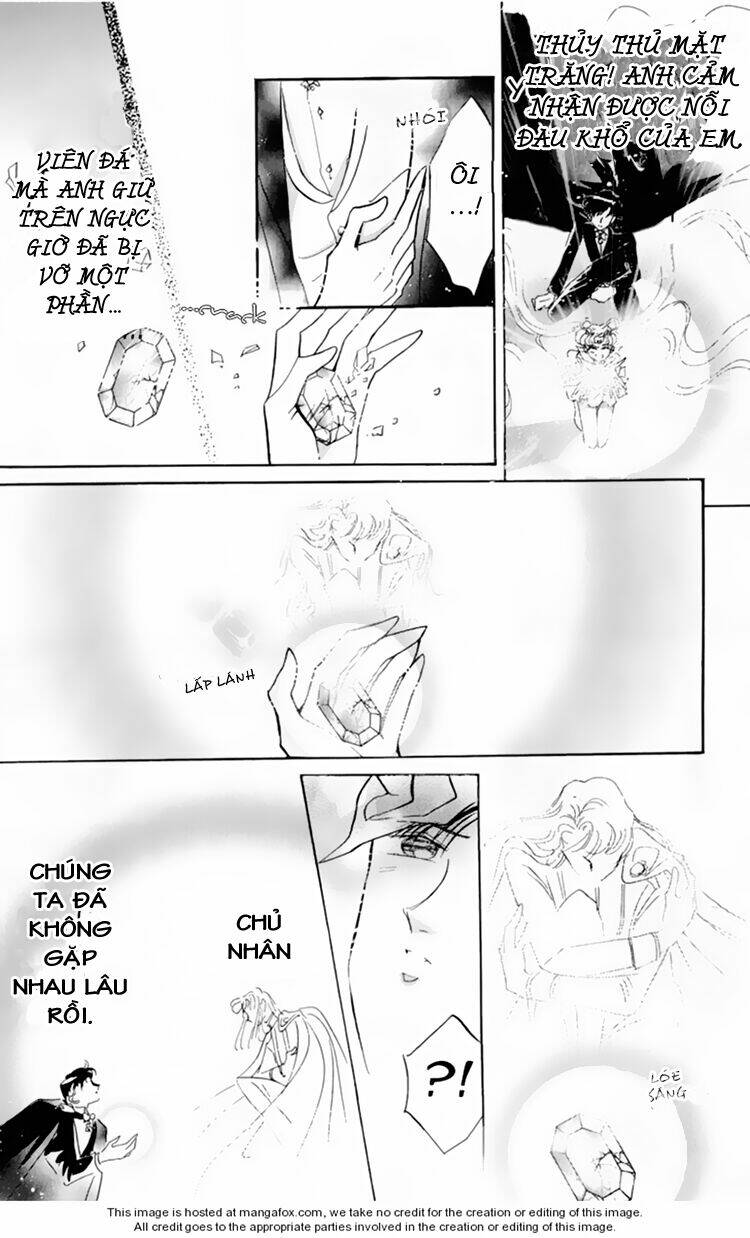 THỦY THỦ MẶT
TRĂNG! ANH CẢM
NHẬN ĐƯỢC NỖI
ĐAU KHỔ CỦA EM
NHÓI
ÔI
...!
VIÊN ĐÁ
MÀ ANH GIỮ
TRÊN NGỰC
GIỜ ĐÃ BỊ
VỠ MỘT
PHẦN...
LẤP LÁNH
LÓE
SÁNG
?!
CHỦ
NHÂN
CHÚNG
TA ĐÃ
KHÔNG
GẶP
NHAU LÂU
RỒI.
This image is hosted at mangafox.com, we take no credit for the creation or editing of this image.
All credit goes to the appropriate parties involved in the creation or editing of this image.